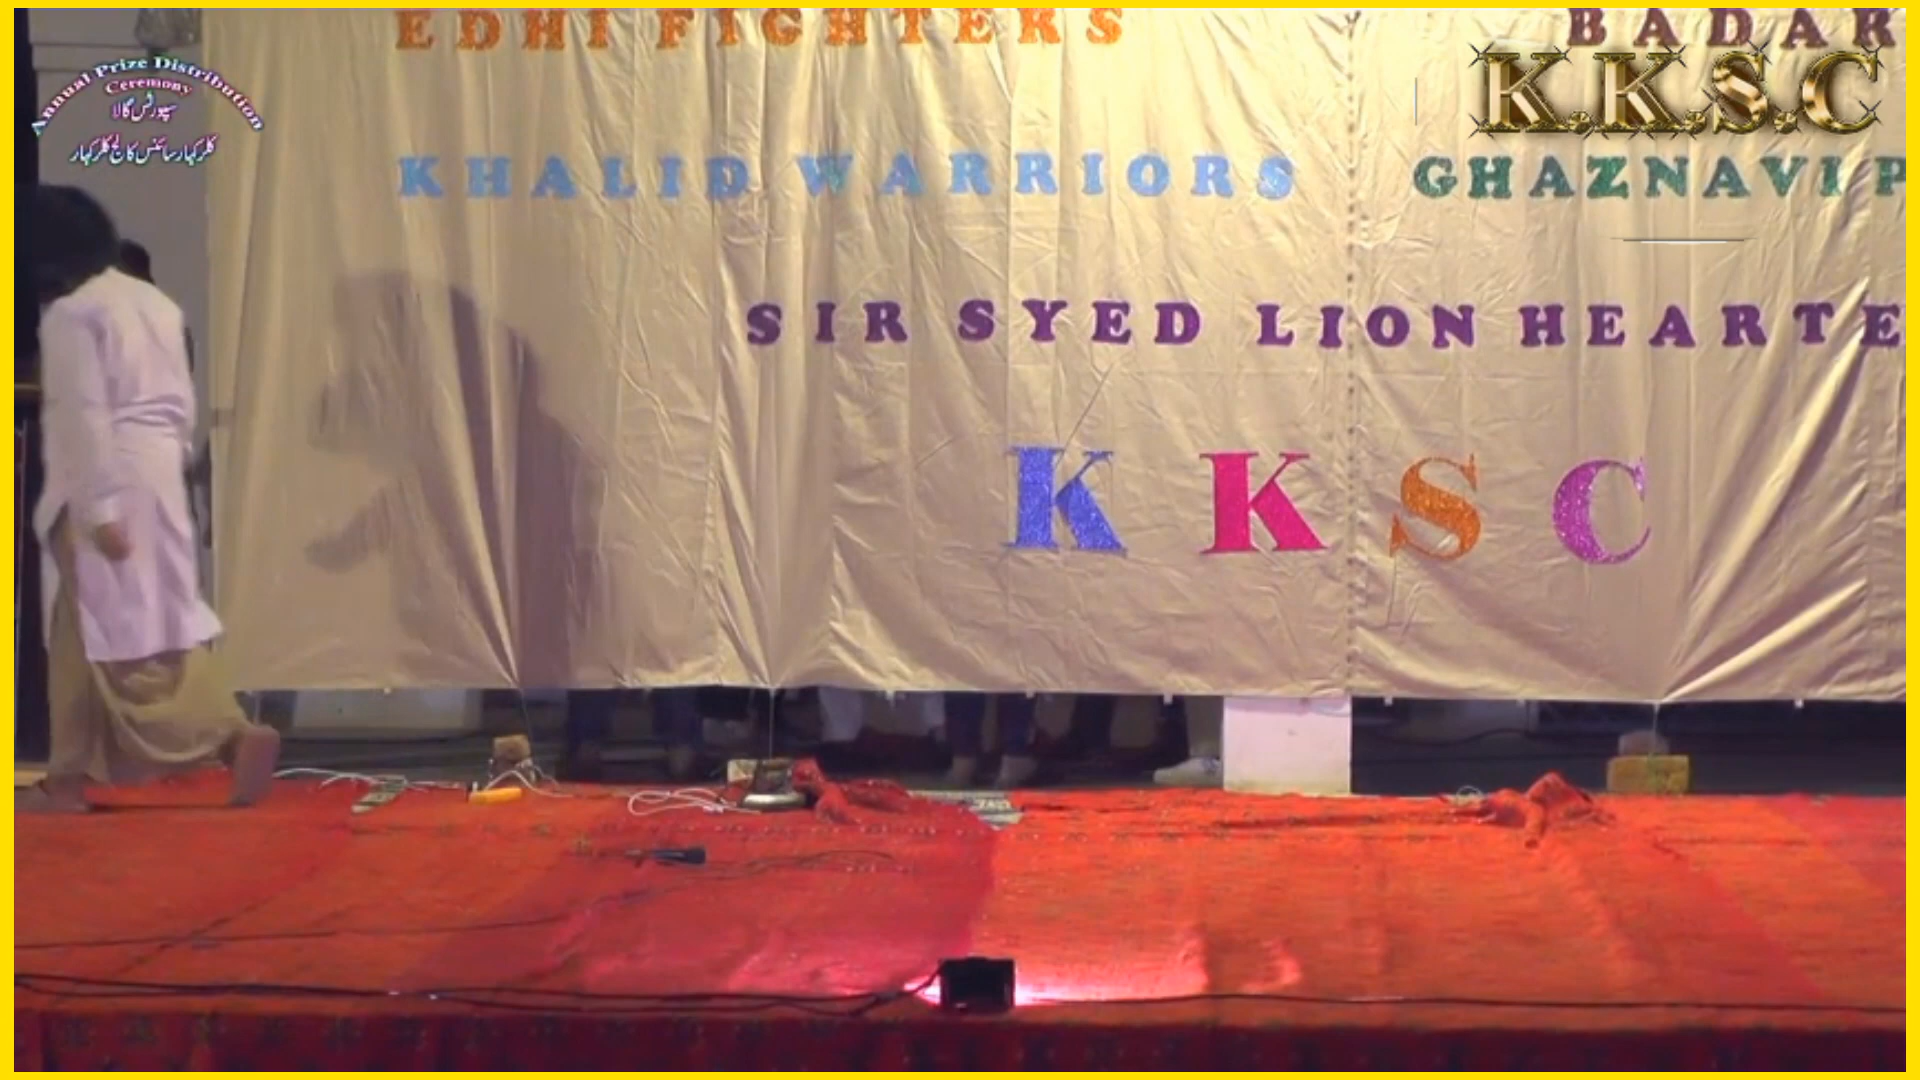 Annual Prize Distribution
Ceremony
سپورٹس گالا
کلرکہار سائنس کالج کلرکہار
EDHI FIGHTERS
BADAR
K.K.S.C
KHALID WARRIORS
GHAZNAVI P
SIR SYED LION HEARTE
K K S C